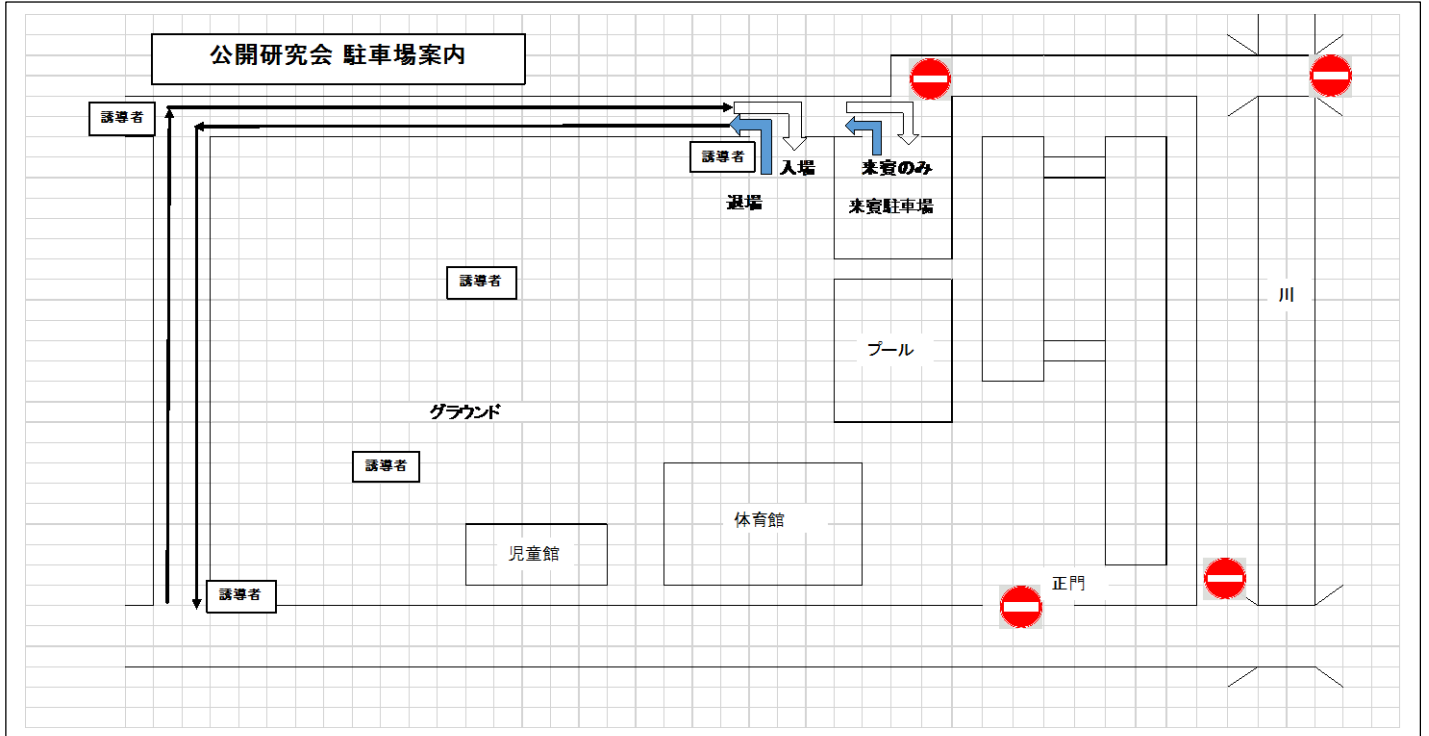 公開研究会 駐車場案内
誘導者
誘導者
入場
来賓のみ
退場
来賓駐車場
誘導者
川
プール
グラウンド
誘導者
体育館
児童館
正門
誘導者